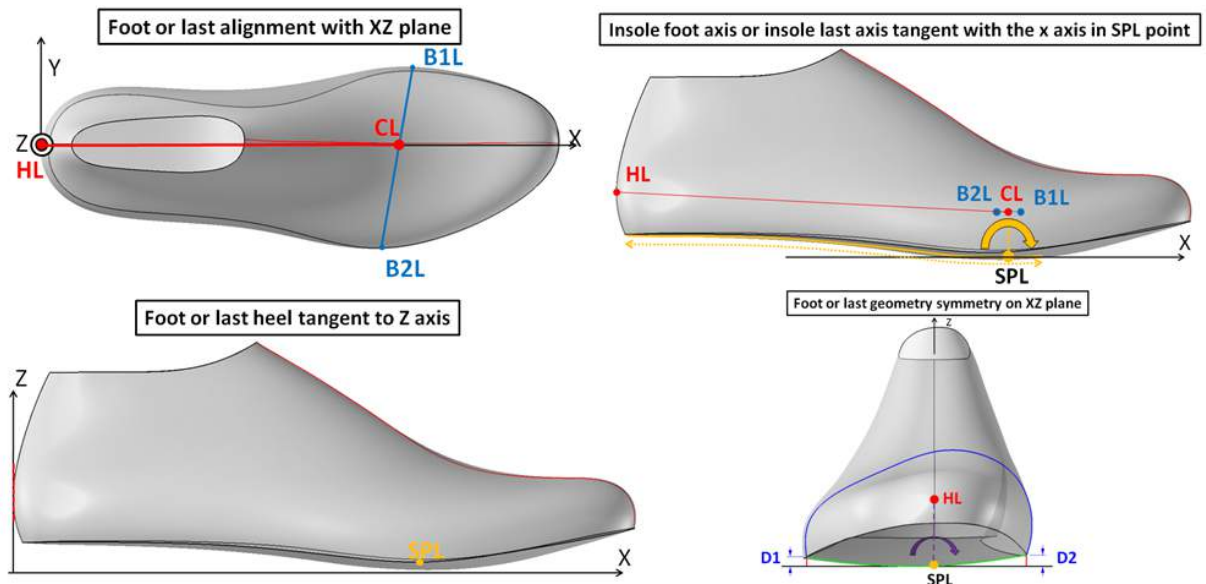 Foot or last alignment with XZ plane
Y
B1L
CL
Z
X
HL
B2L
Insole foot axis or insole last axis tangent with the x axis in SPL point
HL
B2L CL B1L
X
SPL
Foot or last heel tangent to Z axis
Z
SPL
X
Foot or last geometry symmetry on XZ plane
z
HL
D1
D2
SPL